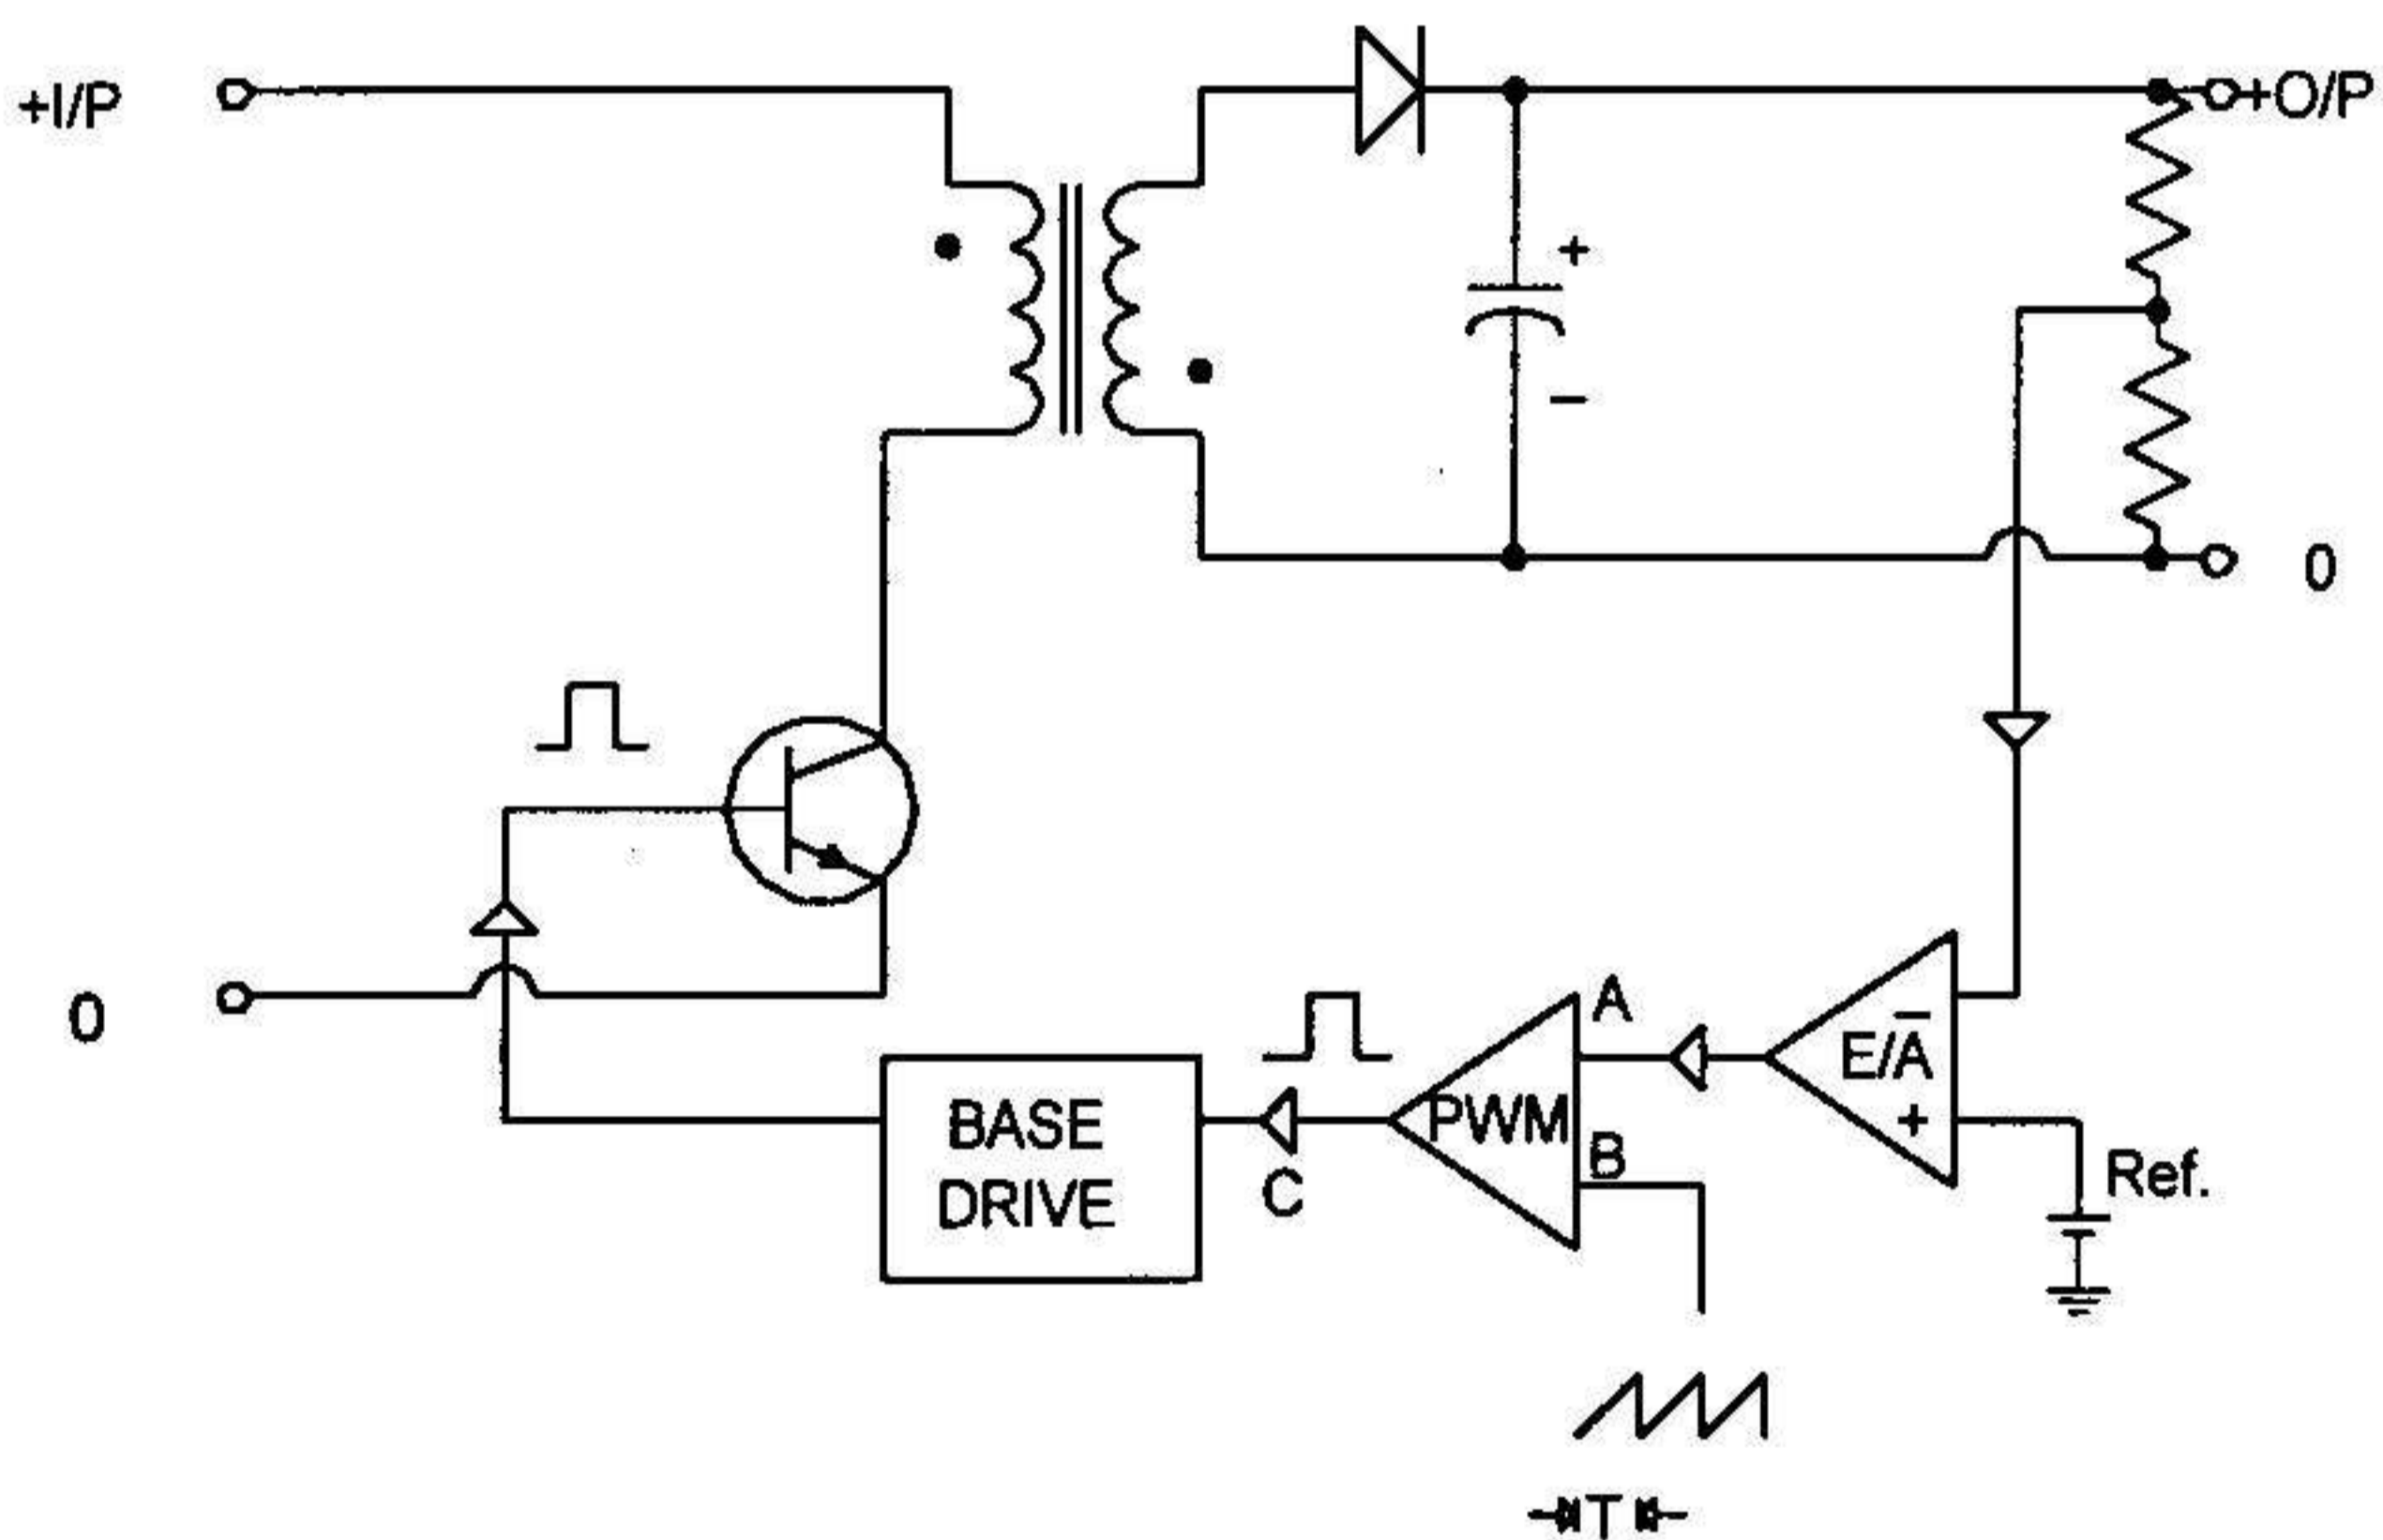 +I/P
+O/P
+
–
0
0
A
E/A
–
+
PWM
B
C
BASE
DRIVE
Ref.
T